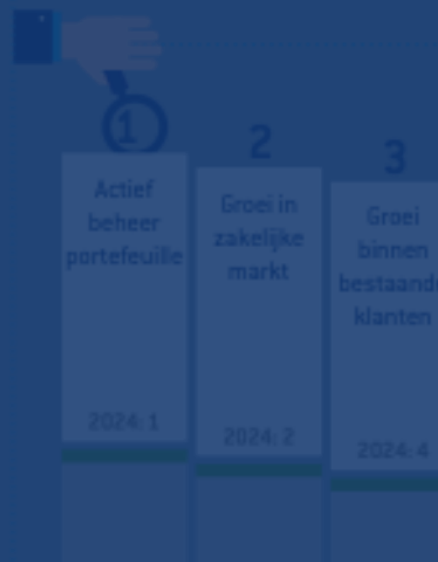 1
2
3
Actief
beheer
portefeuille
2024: 1
Groei in
zakelijke
markt
2024: 2
Groei
binnen
bestaande
klanten
2024: 4